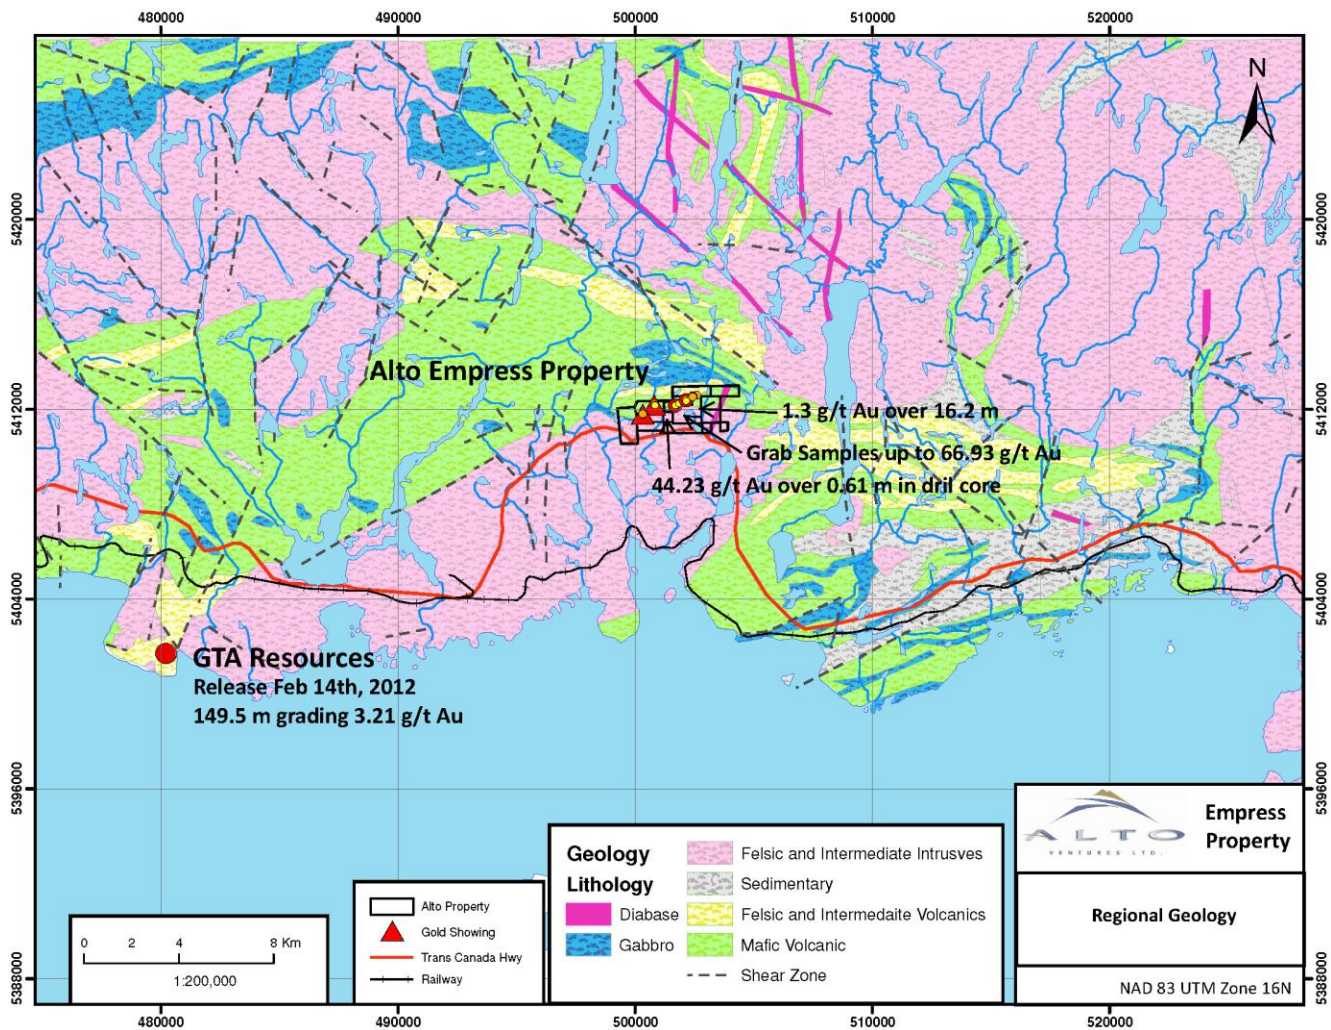 480000 490000 500000 510000 520000
N
5420000 5420000
Alto Empress Property
5412000 5412000
1.3 g/t Au over 16.2 m
Grab Samples up to 66.93 g/t Au
44.23 g/t Au over 0.61 m in dril core
5404000 5404000
GTA Resources
Release Feb 14th, 2012
149.5 m grading 3.21 g/t Au
5396000 5396000
ALTO
VENTURES LTD.
Empress
Property
Regional Geology
NAD 83 UTM Zone 16N
Geology
Lithology
Diabase
Gabbro
Felsic and Intermediate Intrusves
Sedimentary
Felsic and Intermedaite Volcanics
Mafic Volcanic
Shear Zone
Alto Property
Gold Showing
Trans Canada Hwy
Railway
0 2 4 8 Km
1:200,000
5388000 5388000
480000 490000 500000 510000 520000